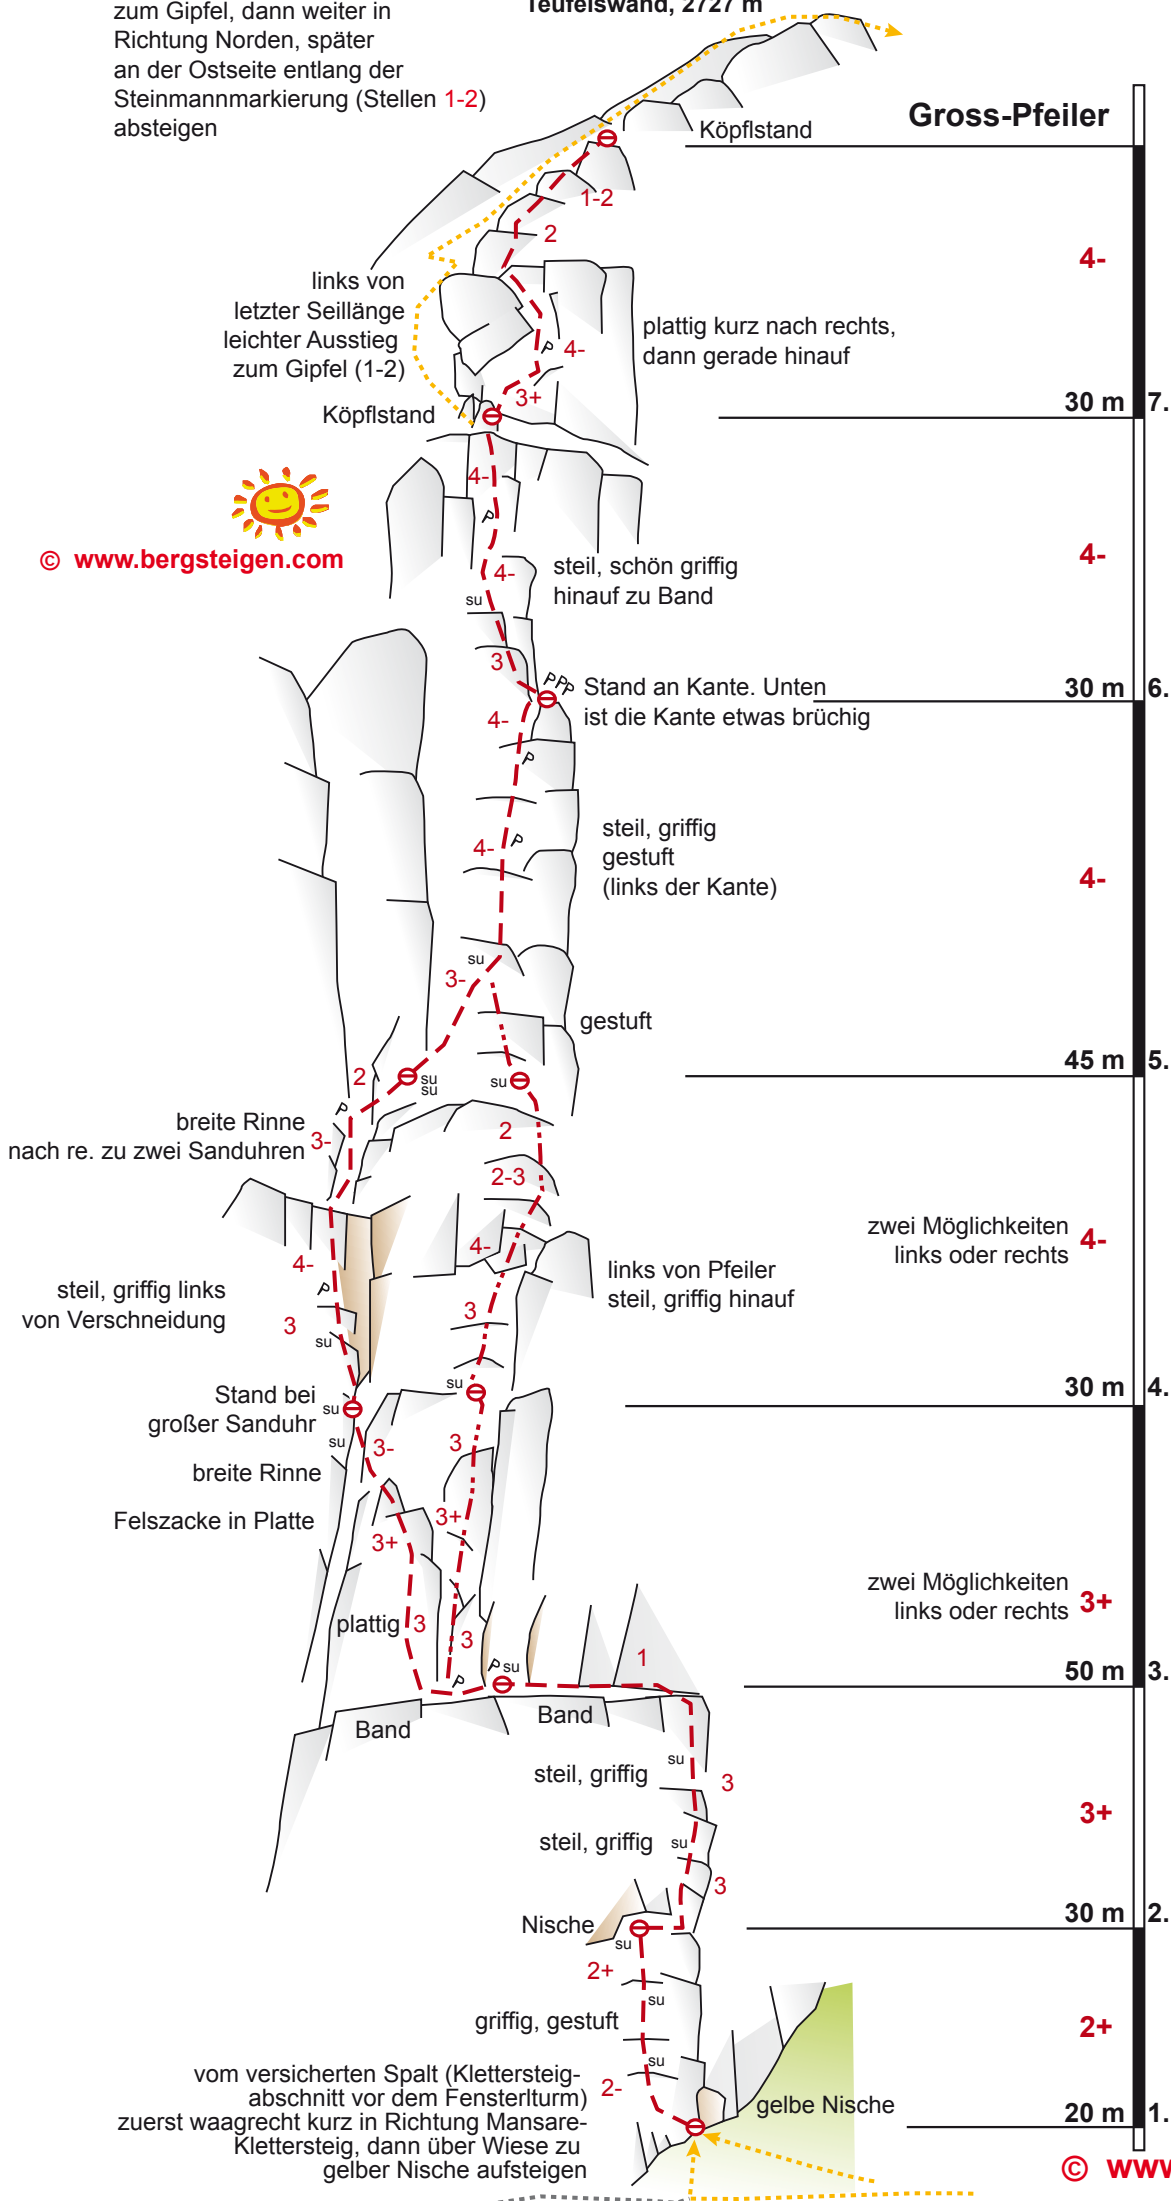 zum Gipfel, dann weiter in
Richtung Norden, später
an der Ostseite entlang der
Steinmannmarkierung (Stellen 1-2)
absteigen
Teufelswand, 2727 m
Gross-Pfeiler
Köpflstand
1-2
2
4-
links von
letzter Seillänge
leichter Ausstieg
zum Gipfel (1-2)
plattig kurz nach rechts,
dann gerade hinauf
P
4-
3+
Köpflstand
30 m 7.
4-
P
© www.bergsteigen.com
4-
steil, schön griffig
hinauf zu Band
4-
su
3
PPP
Stand an Kante. Unten
ist die Kante etwas brüchig
30 m 6.
4-
P
steil, griffig
gestuft
(links der Kante)
4-
P
4-
su
3-
gestuft
45 m 5.
2
su
su
su
P
breite Rinne
nach re. zu zwei Sanduhren
3-
2
2-3
4-
zwei Möglichkeiten
links oder rechts
4-
4-
links von Pfeiler
steil, griffig hinauf
steil, griffig links
von Verschneidung
P
3
3
su
su
30 m 4.
Stand bei
großer Sanduhr
su
su
3-
3
breite Rinne
Felszacke in Platte
3+
3+
zwei Möglichkeiten
links oder rechts
3+
plattig
3
3
1
P
P su
50 m 3.
Band
Band
su
steil, griffig
3
3+
steil, griffig
su
3
Nische
su
30 m 2.
2+
su
griffig, gestuft
2+
su
vom versicherten Spalt (Klettersteig-
abschnitt vor dem Fensterlturm)
zuerst waagrecht kurz in Richtung Mansare-
Klettersteig, dann über Wiese zu
gelber Nische aufsteigen
2-
gelbe Nische
20 m 1.
© www